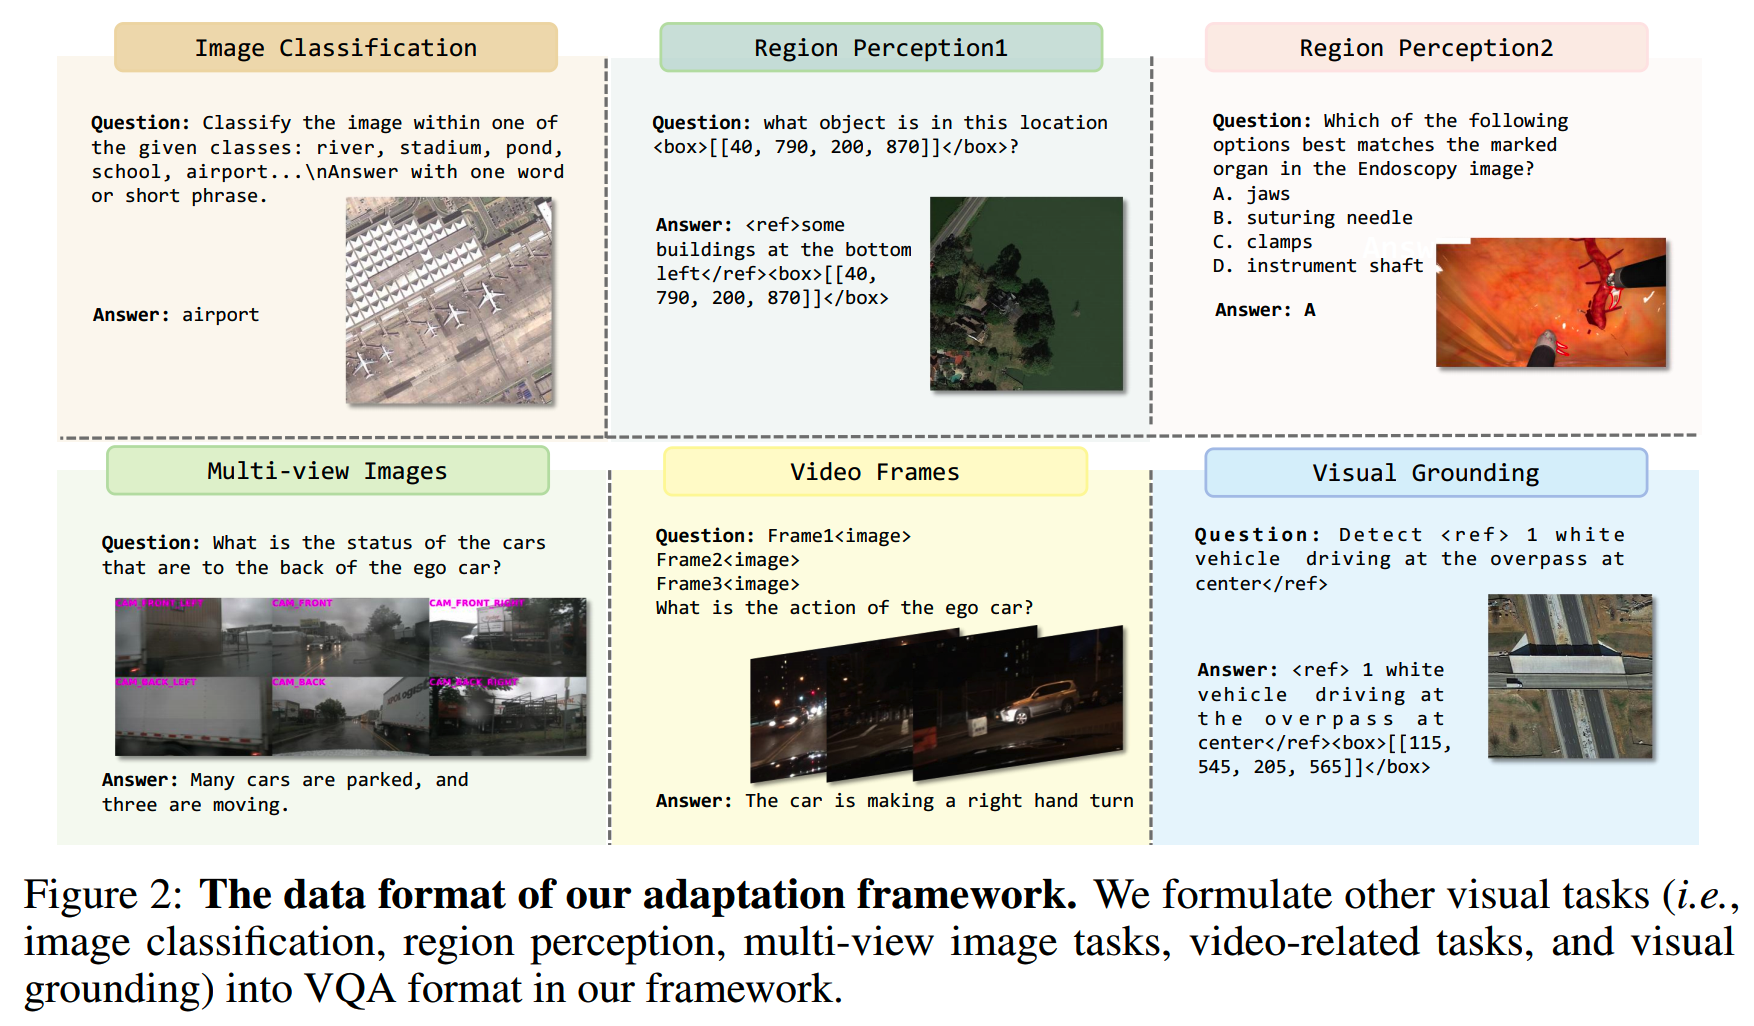 Image Classification
Question: Classify the image within one of
the given classes: river, stadium, pond,
school, airport...\nAnswer with one word
or short phrase.
Answer: airport
Region Perception1
Question: what object is in this location
<box>[[40, 790, 200, 870]]</box>?
Answer: <ref>some
buildings at the bottom
left</ref><box>[[40,
790, 200, 870]]</box>
Region Perception2
Question: Which of the following
options best matches the marked
organ in the Endoscopy image?
A. jaws
B. suturing needle
C. clamps
D. instrument shaft
Answer: A
Multi-view Images
Question: What is the status of the cars
that are to the back of the ego car?
CAM_FRONT_LEFT
CAM_FRONT
CAM_FRONT_RIGHT
CAM_BACK_LEFT
CAM_BACK
CAM_BACK_RIGHT
Answer: Many cars are parked, and
three are moving.
Video Frames
Question: Frame1<image>
Frame2<image>
Frame3<image>
What is the action of the ego car?
Answer: The car is making a right hand turn
Visual Grounding
Question: Detect <ref> 1 white
vehicle driving at the overpass at
center</ref>
Answer: <ref> 1 white
vehicle driving at
the overpass at
center</ref><box>[[115,
545, 205, 565]]</box>
Figure 2: The data format of our adaptation framework. We formulate other visual tasks (i.e.,
image classification, region perception, multi-view image tasks, video-related tasks, and visual
grounding) into VQA format in our framework.